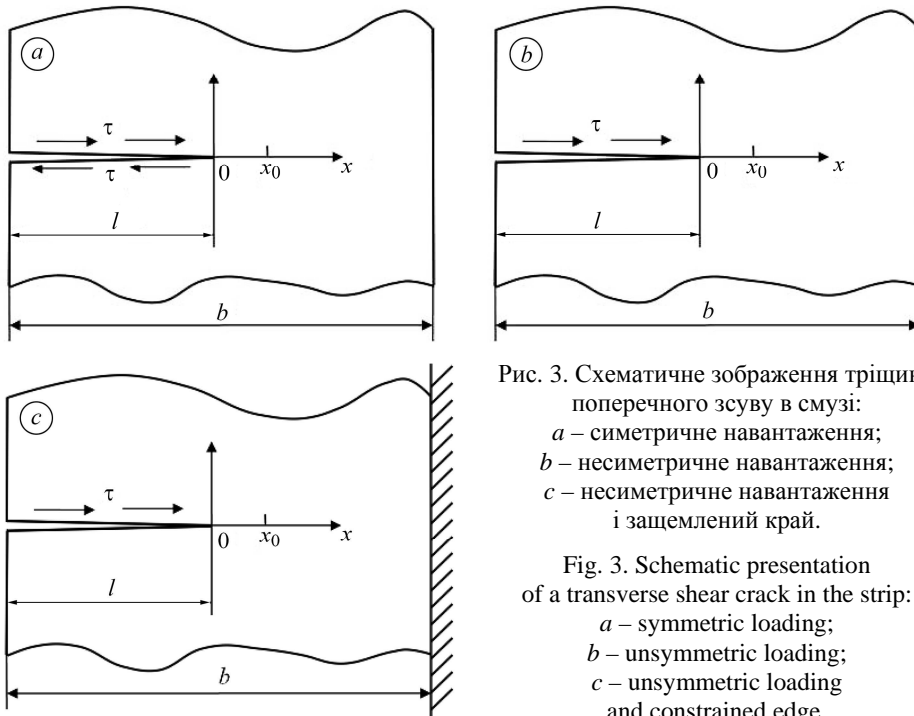 a
τ
τ
0
x0
x
l
b
b
τ
0
x0
x
l
b
c
τ
0
x0
x
l
b
Рис. 3. Схематичне зображення
поперечного зсуву в смузі:
a – симетричне навантаження;
b – несиметричне навантаження;
c – несиметричне навантаження
і защемлений край.
Fig. 3. Schematic presentation
of a transverse shear crack in the strip:
a – symmetric loading;
b – unsymmetric loading;
c – unsymmetric loading
and constrained edge